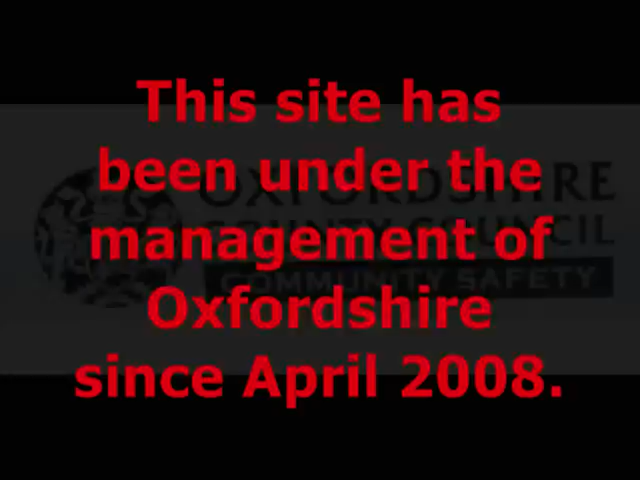 This site has
been under the
management of
Oxfordshire
since April 2008.
OXFORDSHIRE
COUNTY COUNCIL
COMMUNITY SAFETY